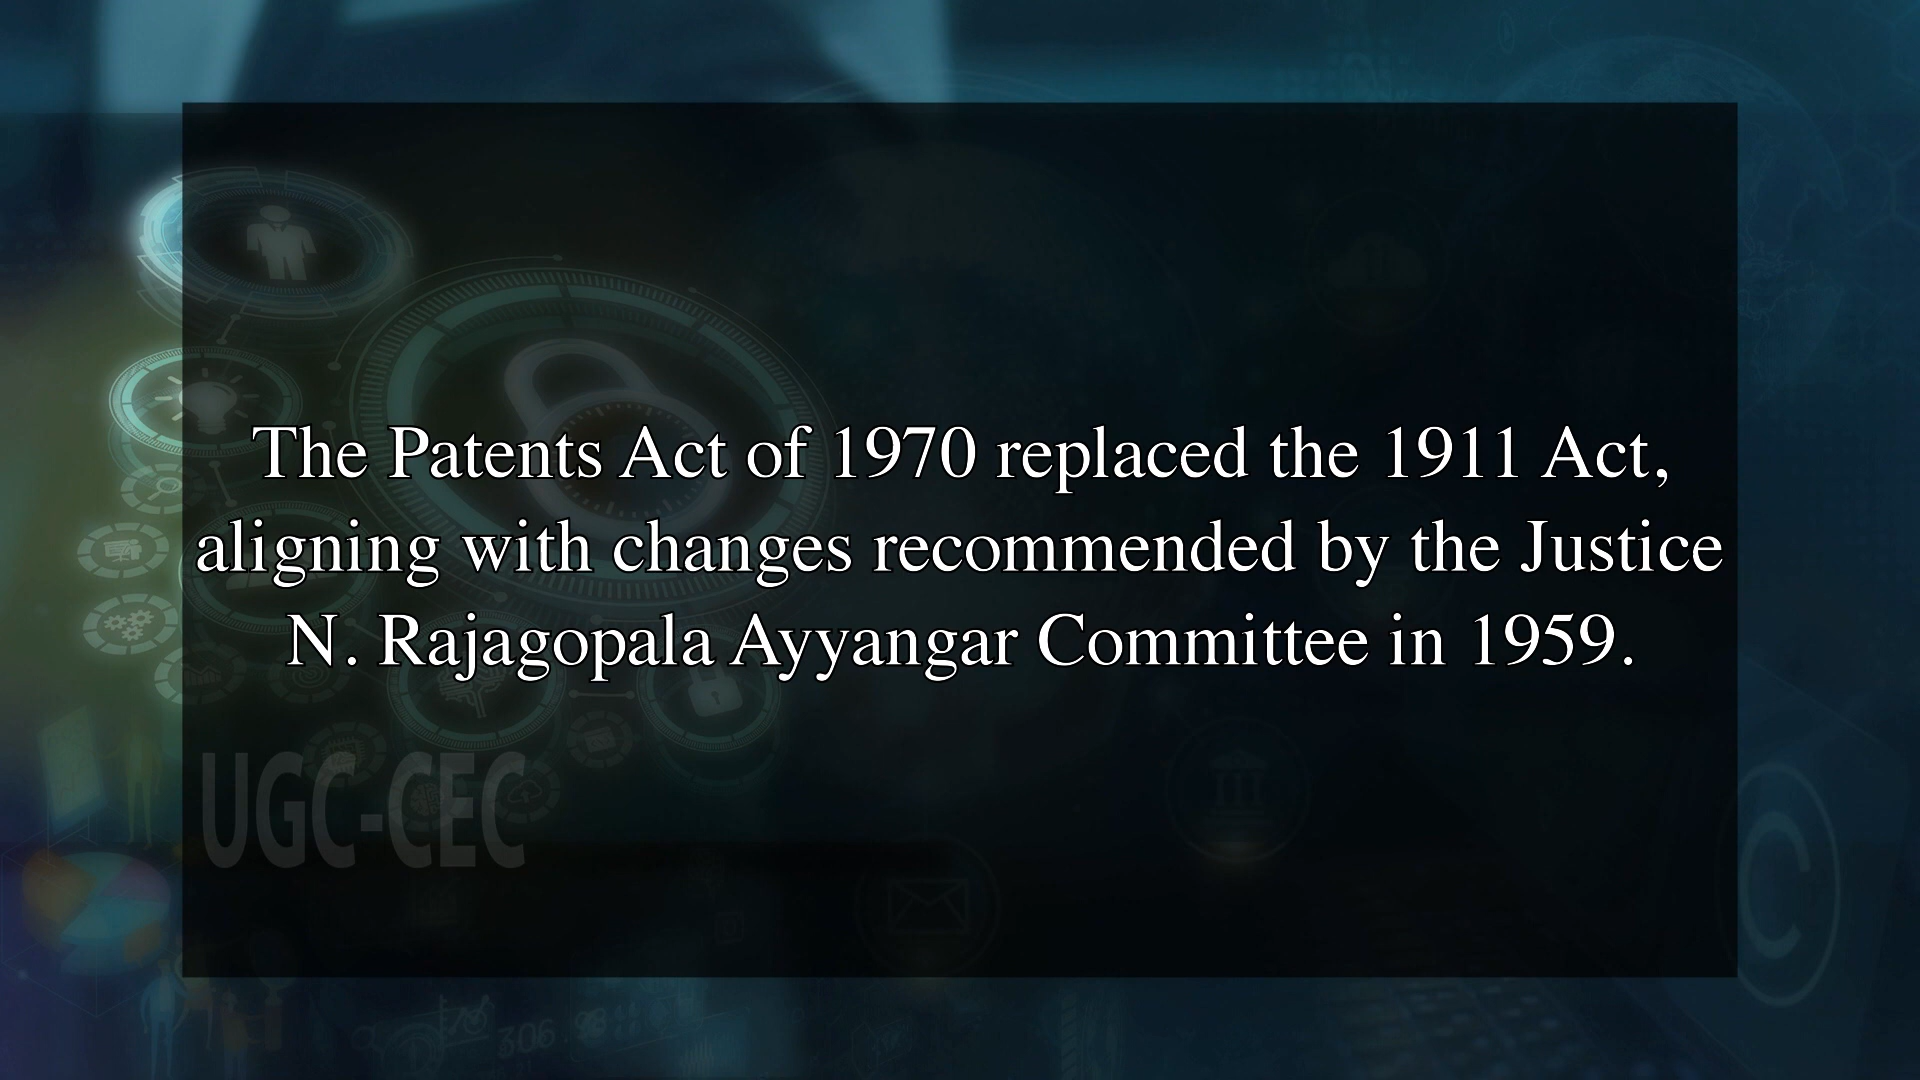 The Patents Act of 1970 replaced the 1911 Act,
aligning with changes recommended by the Justice
N. Rajagopala Ayyangar Committee in 1959.
UGC-CEC
C
306